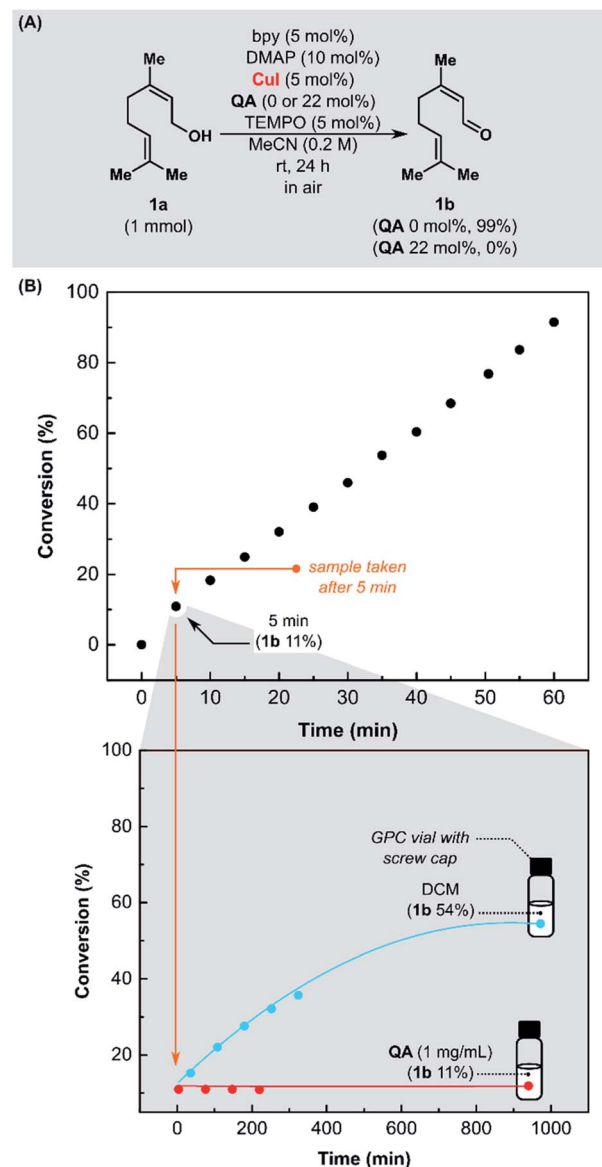 (A)
bpy (5 mol%)
DMAP (10 mol%)
CuI (5 mol%)
QA (0 or 22 mol%)
TEMPO (5 mol%)
MeCN (0.2 M)
rt, 24 h
in air
Me
OH
Me
Me
1a
(1 mmol)
Me
O
Me
Me
1b
(QA 0 mol%, 99%)
(QA 22 mol%, 0%)
(B)
Conversion (%)
100
80
60
40
20
0
sample taken
after 5 min
5 min
(1b 11%)
0 10 20 30 40 50 60
Time (min)
Conversion (%)
100
80
60
40
20
GPC vial with
screw cap
DCM
(1b 54%)
QA (1 mg/mL)
(1b 11%)
0 200 400 600 800 1000
Time (min)